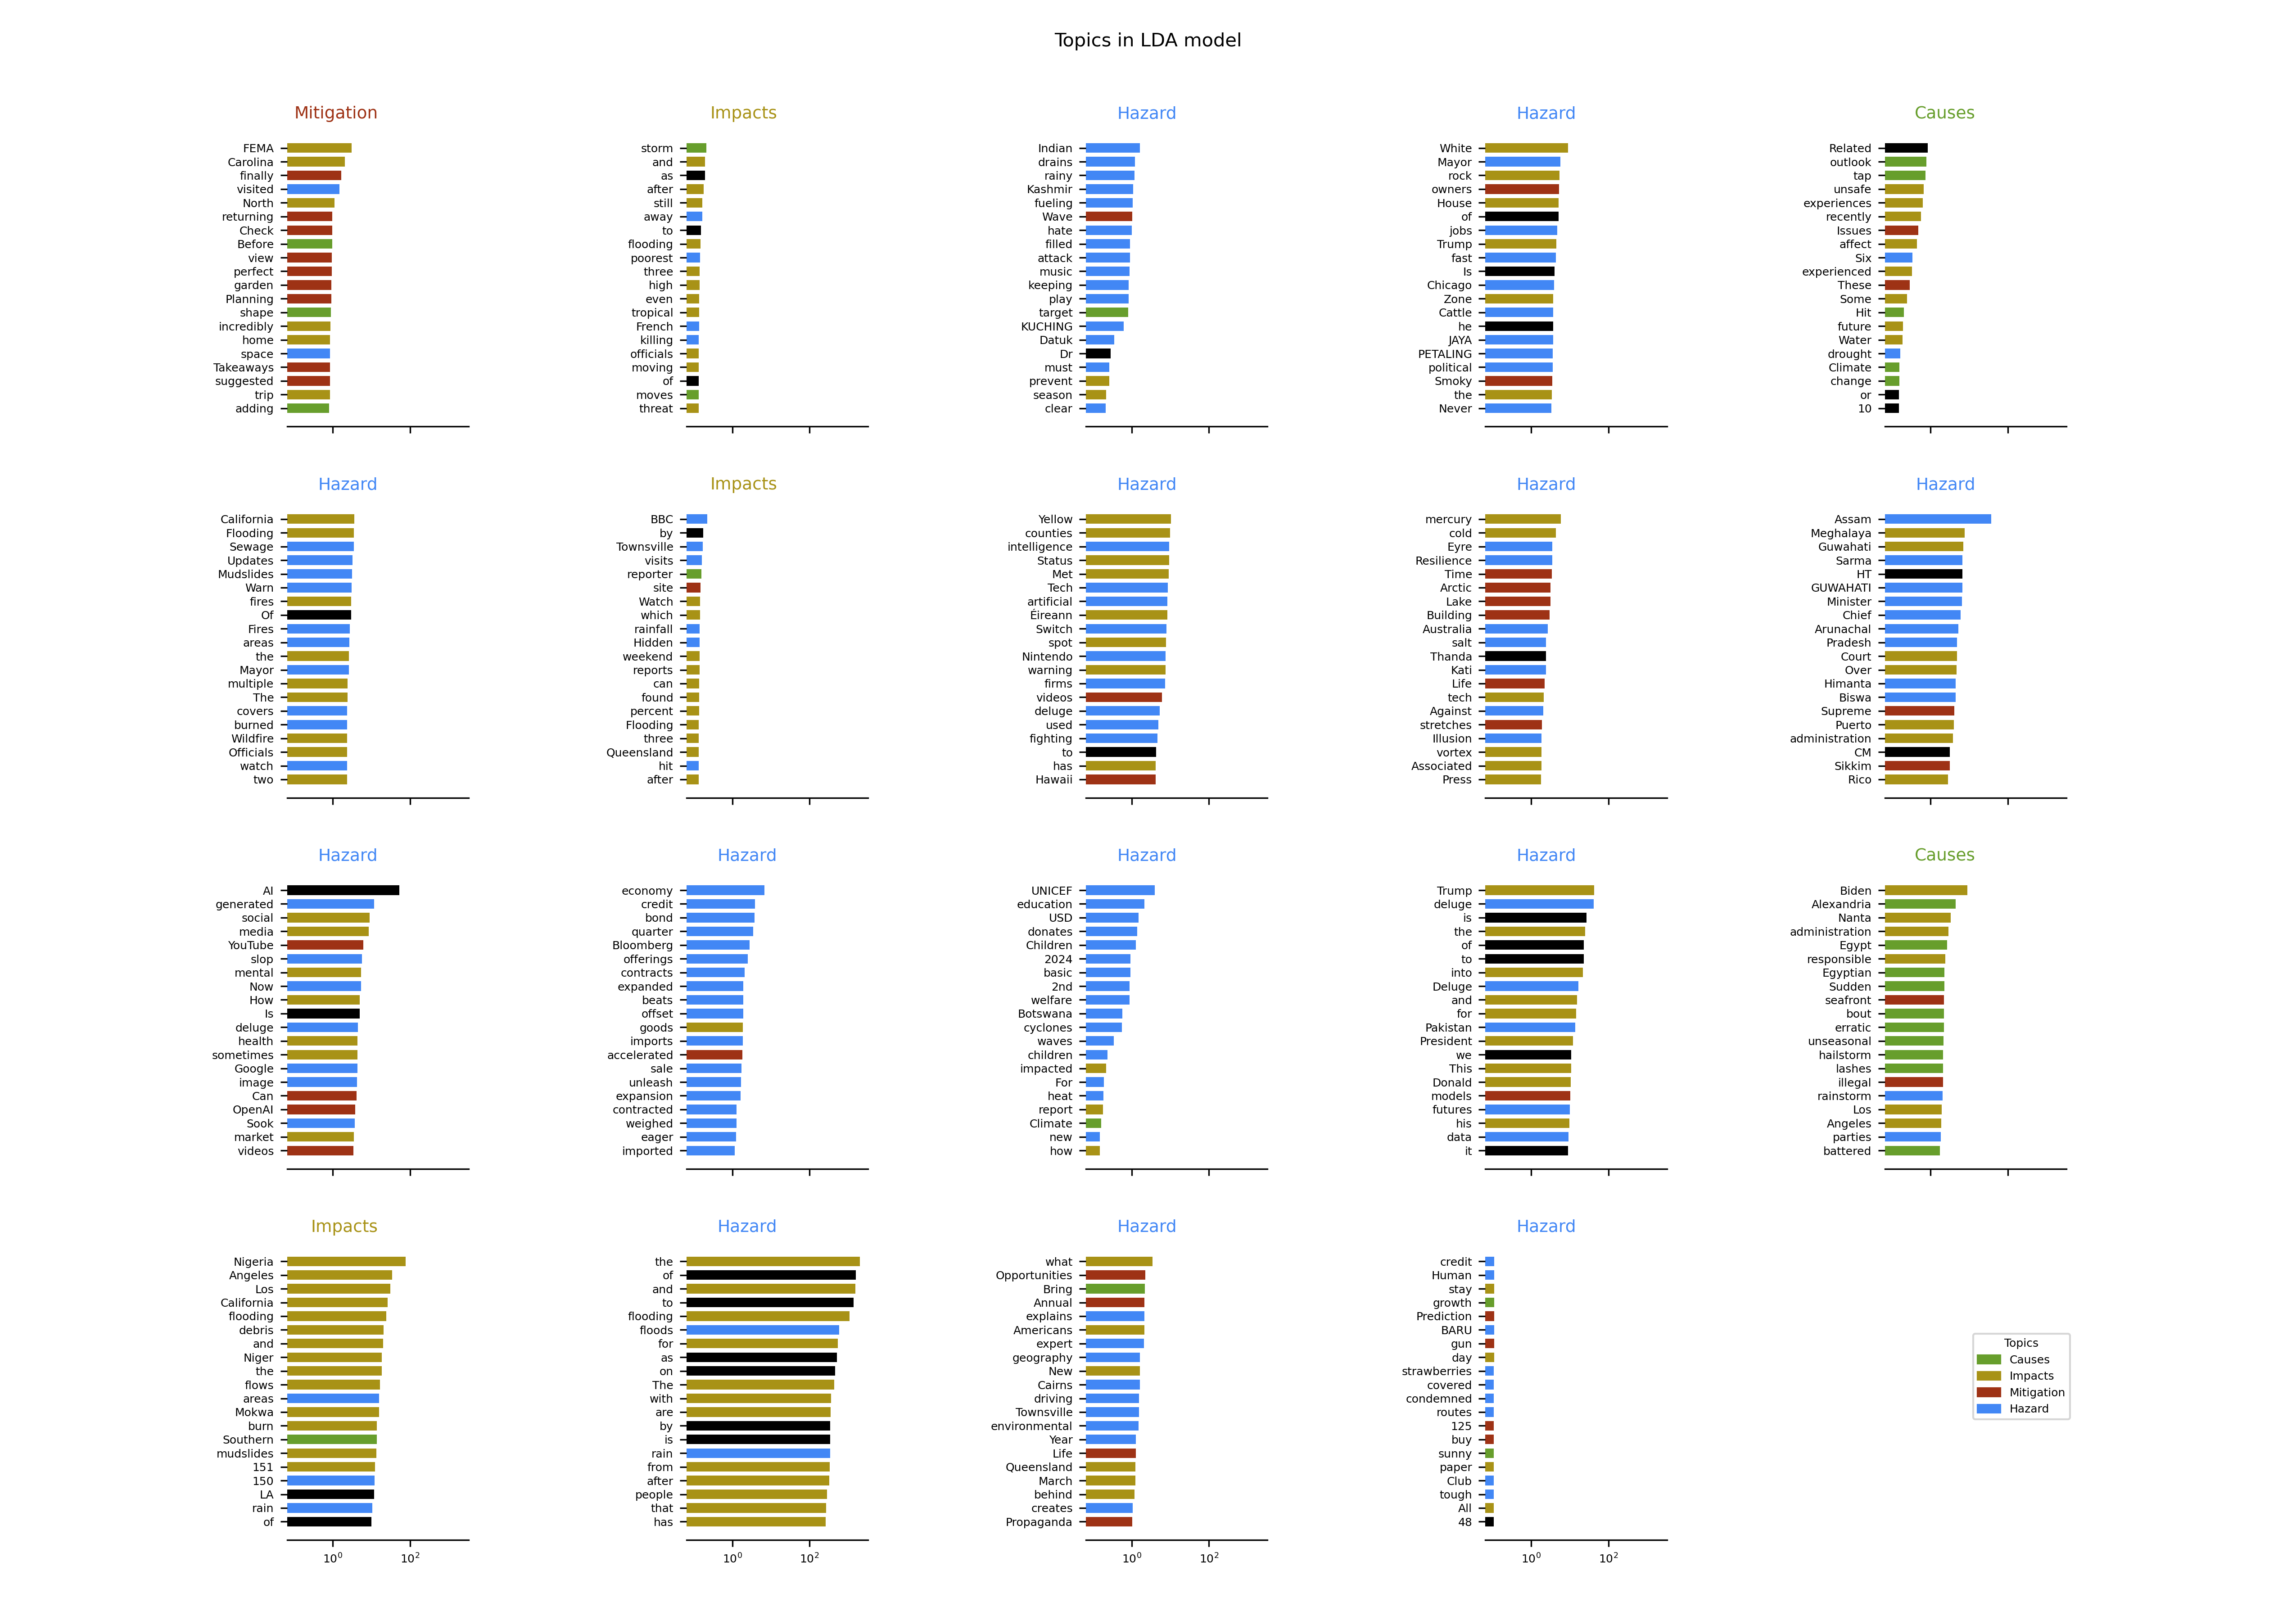 Topics in LDA model
Mitigation
FEMA
Carolina
finally
visited
North
returning
Check
Before
view
perfect
garden
Planning
shape
incredibly
home
space
Takeaways
suggested
trip
adding
Impacts
storm
and
as
after
still
away
to
flooding
poorest
three
high
even
tropical
French
killing
officials
moving
of
moves
threat
Hazard
Indian
drains
rainy
Kashmir
fueling
Wave
hate
filled
attack
music
keeping
play
target
KUCHING
Datuk
Dr
must
prevent
season
clear
Hazard
White
Mayor
rock
owners
House
of
jobs
Trump
fast
Is
Chicago
Zone
Cattle
he
JAYA
PETALING
political
Smoky
the
Never
Causes
Related
outlook
tap
unsafe
experiences
recently
Issues
affect
Six
experienced
These
Some
Hit
future
Water
drought
Climate
change
or
10
Hazard
California
Flooding
Sewage
Updates
Mudslides
Warn
fires
Of
Fires
areas
the
Mayor
multiple
The
covers
burned
Wildfire
Officials
watch
two
Impacts
BBC
by
Townsville
visits
reporter
site
Watch
which
rainfall
Hidden
weekend
reports
can
found
percent
Flooding
three
Queensland
hit
after
Hazard
Yellow
counties
intelligence
Status
Met
Tech
artificial
Éireann
Switch
spot
Nintendo
warning
firms
videos
deluge
used
fighting
to
has
Hawaii
Hazard
mercury
cold
Eyre
Resilience
Time
Arctic
Lake
Building
Australia
salt
Thanda
Kati
Life
tech
Against
stretches
Illusion
vortex
Associated
Press
Hazard
Assam
Meghalaya
Guwahati
Sarma
HT
GUWAHATI
Minister
Chief
Arunachal
Pradesh
Court
Over
Himanta
Biswa
Supreme
Puerto
administration
CM
Sikkim
Rico
Hazard
AI
generated
social
media
YouTube
slop
mental
Now
How
Is
deluge
health
sometimes
Google
image
Can
OpenAI
Sook
market
videos
Hazard
economy
credit
bond
quarter
Bloomberg
offerings
contracts
expanded
beats
offset
goods
imports
accelerated
sale
unleash
expansion
contracted
weighed
eager
imported
Hazard
UNICEF
education
USD
donates
Children
2024
basic
2nd
welfare
Botswana
cyclones
waves
children
impacted
For
heat
report
Climate
new
how
Hazard
Trump
deluge
is
the
of
to
into
Deluge
and
for
Pakistan
President
we
This
Donald
models
futures
his
data
it
Causes
Biden
Alexandria
Nanta
administration
Egypt
responsible
Egyptian
Sudden
seafront
bout
erratic
unseasonal
hailstorm
lashes
illegal
rainstorm
Los
Angeles
parties
battered
Impacts
Nigeria
Angeles
Los
California
flooding
debris
and
Niger
the
flows
areas
Mokwa
burn
Southern
mudslides
151
150
LA
rain
of
10⁰ 10²
Hazard
the
of
and
to
flooding
floods
for
as
on
The
with
are
by
is
rain
from
after
people
that
has
10⁰ 10²
Hazard
what
Opportunities
Bring
Annual
explains
Americans
expert
geography
New
Cairns
driving
Townsville
environmental
Year
Life
Queensland
March
behind
creates
Propaganda
10⁰ 10²
Hazard
credit
Human
stay
growth
Prediction
BARU
gun
day
strawberries
covered
condemned
routes
125
buy
sunny
paper
Club
tough
All
48
10⁰ 10²
Topics
Causes
Impacts
Mitigation
Hazard